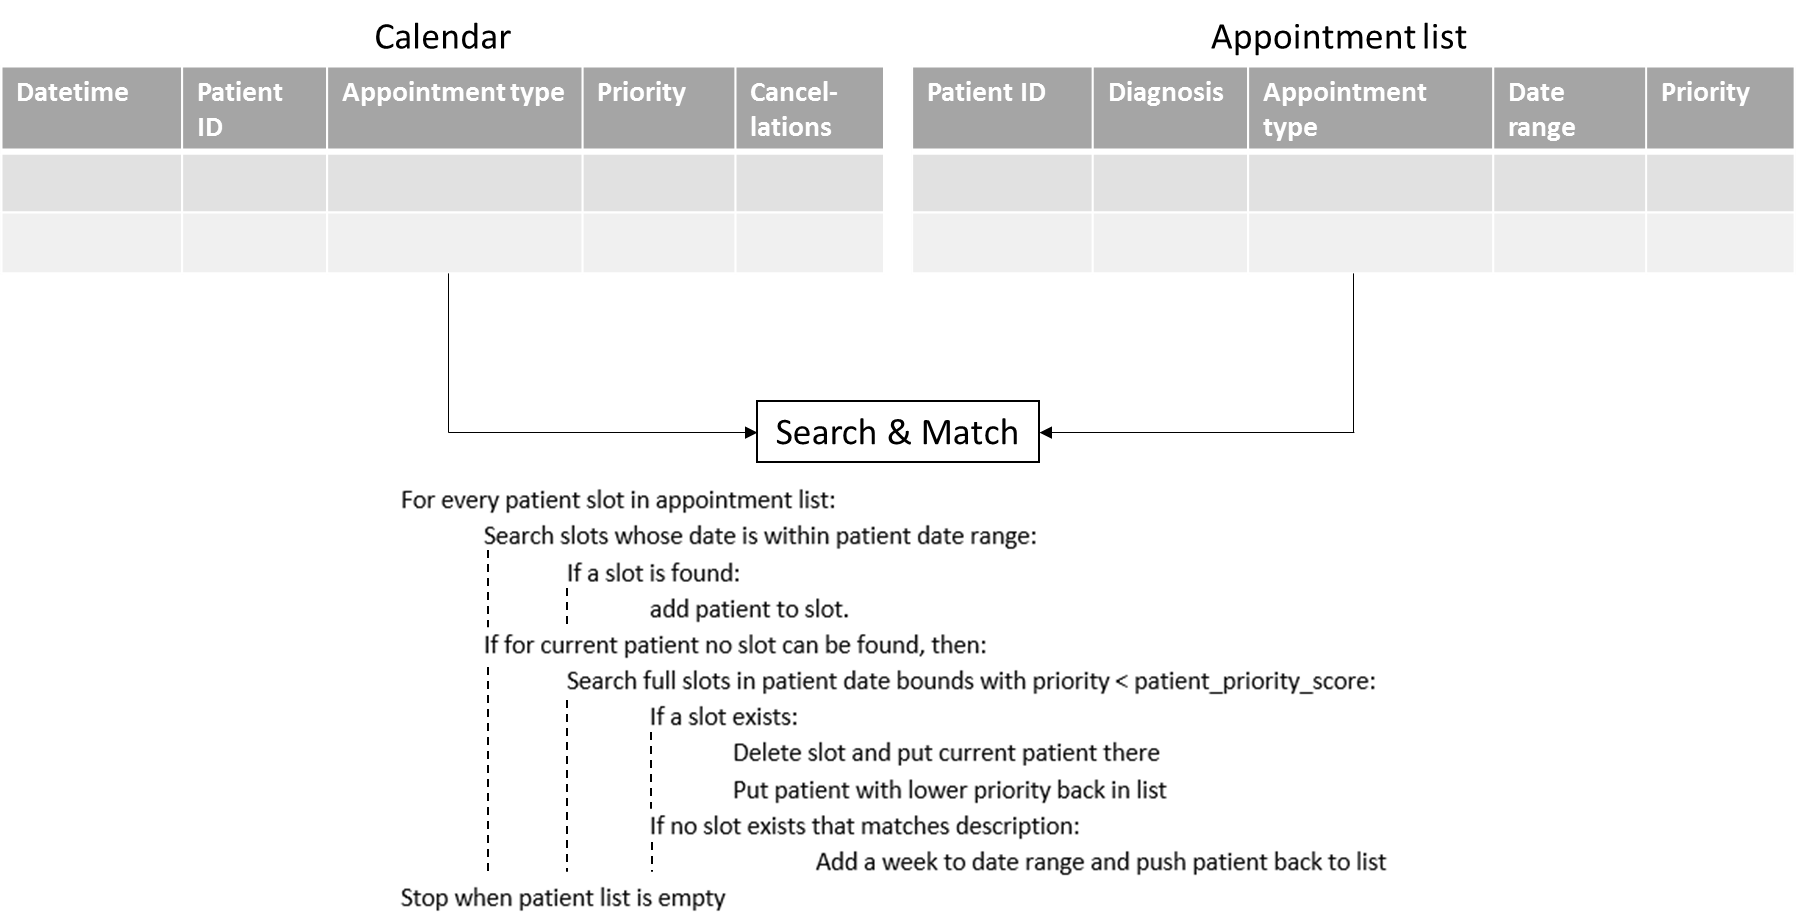 Calendar
Datetime
Patient
ID
Appointment type
Priority
Cancel-
lations
Appointment list
Patient ID
Diagnosis
Appointment
type
Date
range
Priority
Search & Match
For every patient slot in appointment list:
Search slots whose date is within patient date range:
If a slot is found:
add patient to slot.
If for current patient no slot can be found, then:
Search full slots in patient date bounds with priority < patient_priority_score:
If a slot exists:
Delete slot and put current patient there
Put patient with lower priority back in list
If no slot exists that matches description:
Add a week to date range and push patient back to list
Stop when patient list is empty